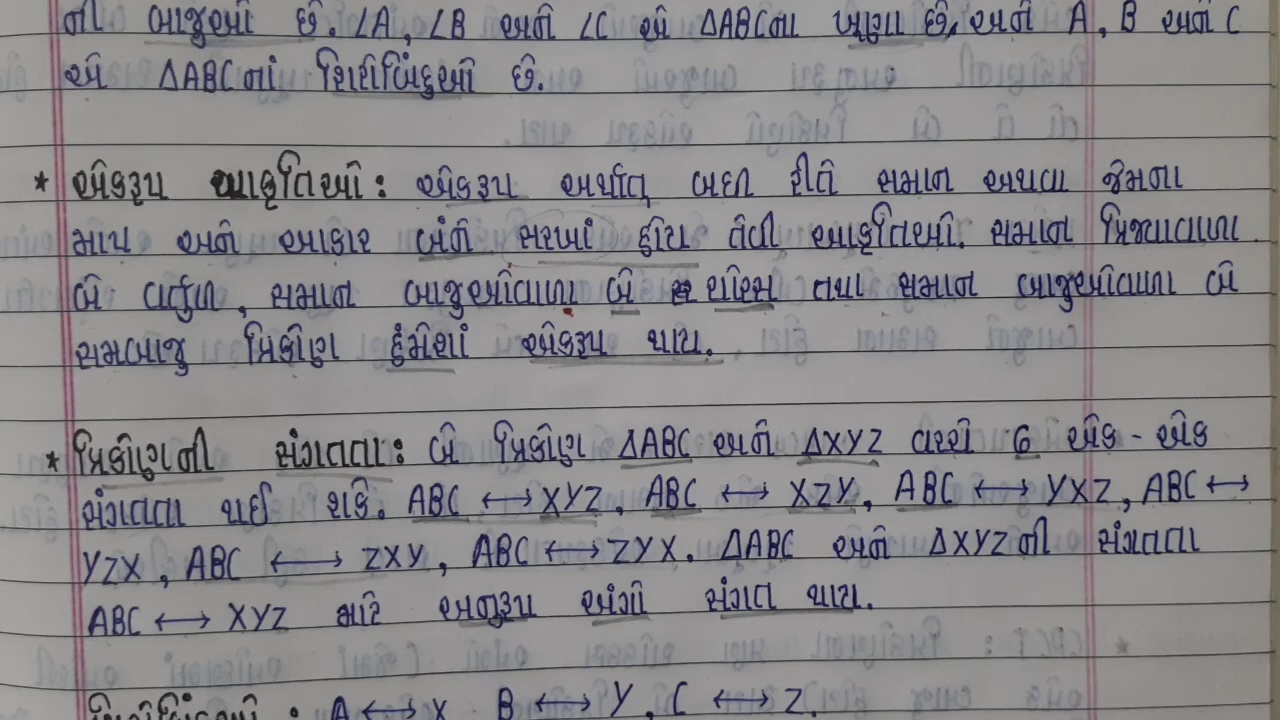 ની બાજુઓ છે. ∠A, ∠B અને ∠C એ ΔABCના ખૂણા છે. અને A, B અને C
એ ΔABC નાં શિરોબિંદુઓ છે.
* એકરૂપ આકૃતિઓ : એકરૂપ અર્થાત્ બધી રીતે સમાન અથવા જેમના
માપ અને આકાર બંને સરખાં હોય તેવી આકૃતિઓ. સમાન ત્રિજ્યાવાળા
બે વર્તુળ, સમાન બાજુઓવાળા બે ચોરસ તથા સમાન બાજુઓવાળા બે
સમબાજુ ત્રિકોણ હંમેશાં એકરૂપ થાય.
* ત્રિકોણની સંગતતા : બે ત્રિકોણ ΔABC અને ΔXYZ વચ્ચે 6 એક - એક
સંગતતા થઈ શકે. ABC ↔ XYZ, ABC ↔ XZY, ABC ↔ YXZ, ABC ↔
YZX, ABC ↔ ZXY, ABC ↔ ZYX. ΔABC અને ΔXYZની સંગતતા
ABC ↔ XYZ માટે અનુરૂપ અંગો સંગત થાય.
શિરોબિંદુઓ : A ↔ X B ↔ Y, C ↔ Z.